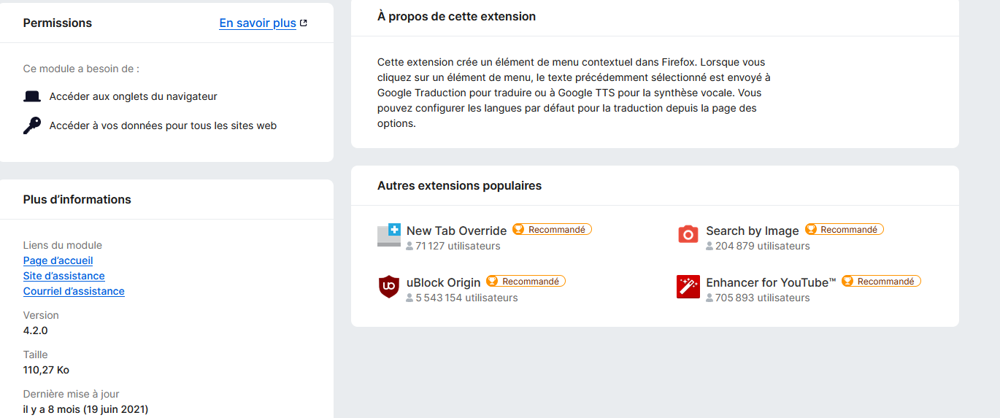 Permissions
En savoir plus
Ce module a besoin de :
Accéder aux onglets du navigateur
Accéder à vos données pour tous les sites web
Plus d’informations
Liens du module
Page d’accueil
Site d’assistance
Courriel d’assistance
Version
4.2.0
Taille
110,27 Ko
Dernière mise à jour
il y a 8 mois (19 juin 2021)
À propos de cette extension
Cette extension crée un élément de menu contextuel dans Firefox. Lorsque vous
cliquez sur un élément de menu, le texte précédemment sélectionné est envoyé à
Google Traduction pour traduire ou à Google TTS pour la synthèse vocale. Vous
pouvez configurer les langues par défaut pour la traduction depuis la page des
options.
Autres extensions populaires
New Tab Override Recommandé
71 127 utilisateurs
Search by Image Recommandé
204 879 utilisateurs
uBlock Origin Recommandé
5 543 154 utilisateurs
Enhancer for YouTube™ Recommandé
705 893 utilisateurs